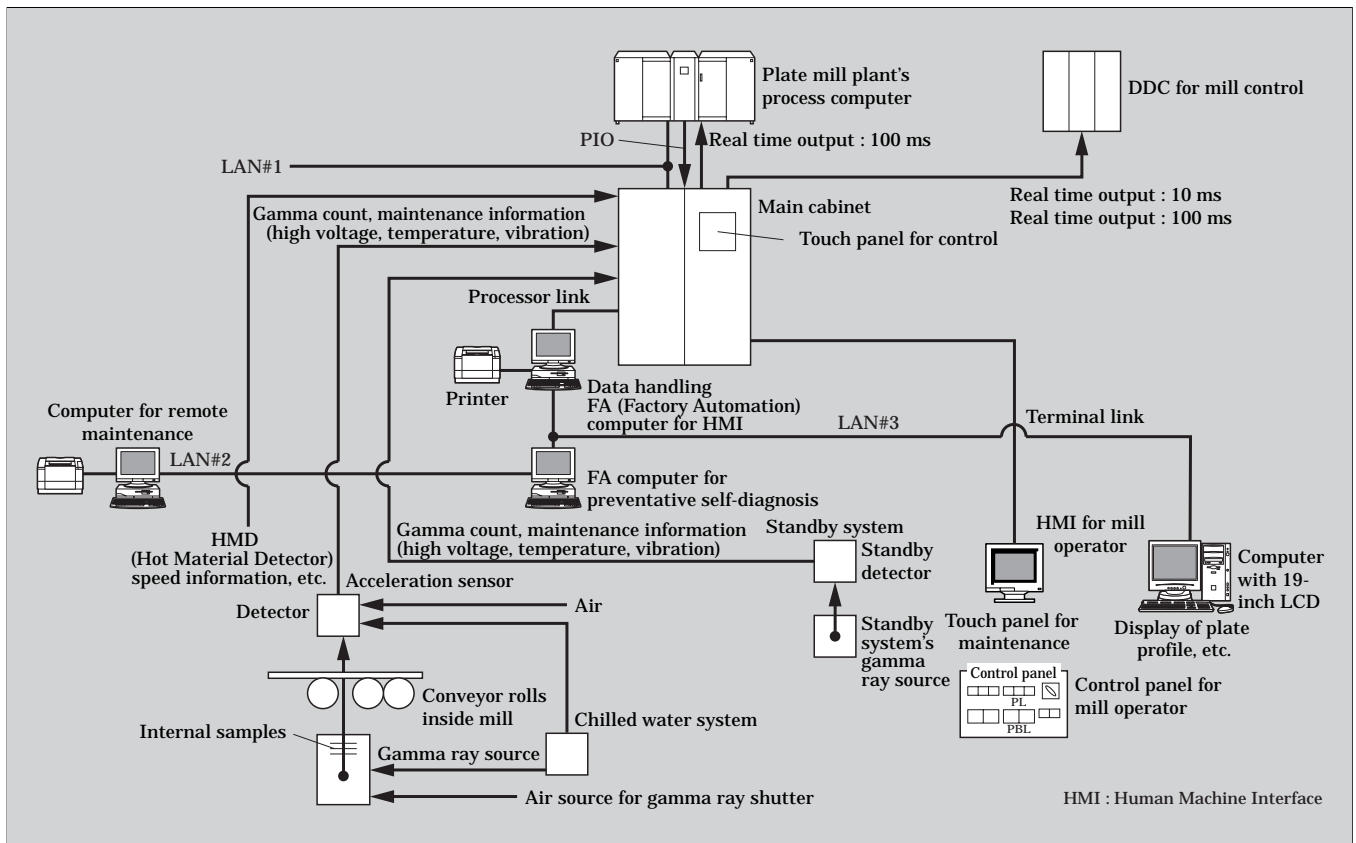 Plate mill plant's
process computer
DDC for mill control
PIO
Real time output : 100 ms
LAN#1
Real time output : 10 ms
Real time output : 100 ms
Gamma count, maintenance information
(high voltage, temperature, vibration)
Main cabinet
Touch panel for control
Processor link
Printer
Data handling
FA (Factory Automation)
computer for HMI
Computer for remote
maintenance
LAN#3
Terminal link
LAN#2
FA computer for
preventative self-diagnosis
HMD
(Hot Material Detector)
speed information, etc.
Gamma count, maintenance information
(high voltage, temperature, vibration)
Standby system
Standby
detector
HMI for mill
operator
Computer
with 19-
inch LCD
Acceleration sensor
Detector
Air
Standby
system's
gamma
ray source
Touch panel for
maintenance
Display of plate
profile, etc.
Conveyor rolls
inside mill
Control panel
PL
PBL
Control panel for
mill operator
Internal samples
Chilled water system
Gamma ray source
Air source for gamma ray shutter
HMI : Human Machine Interface